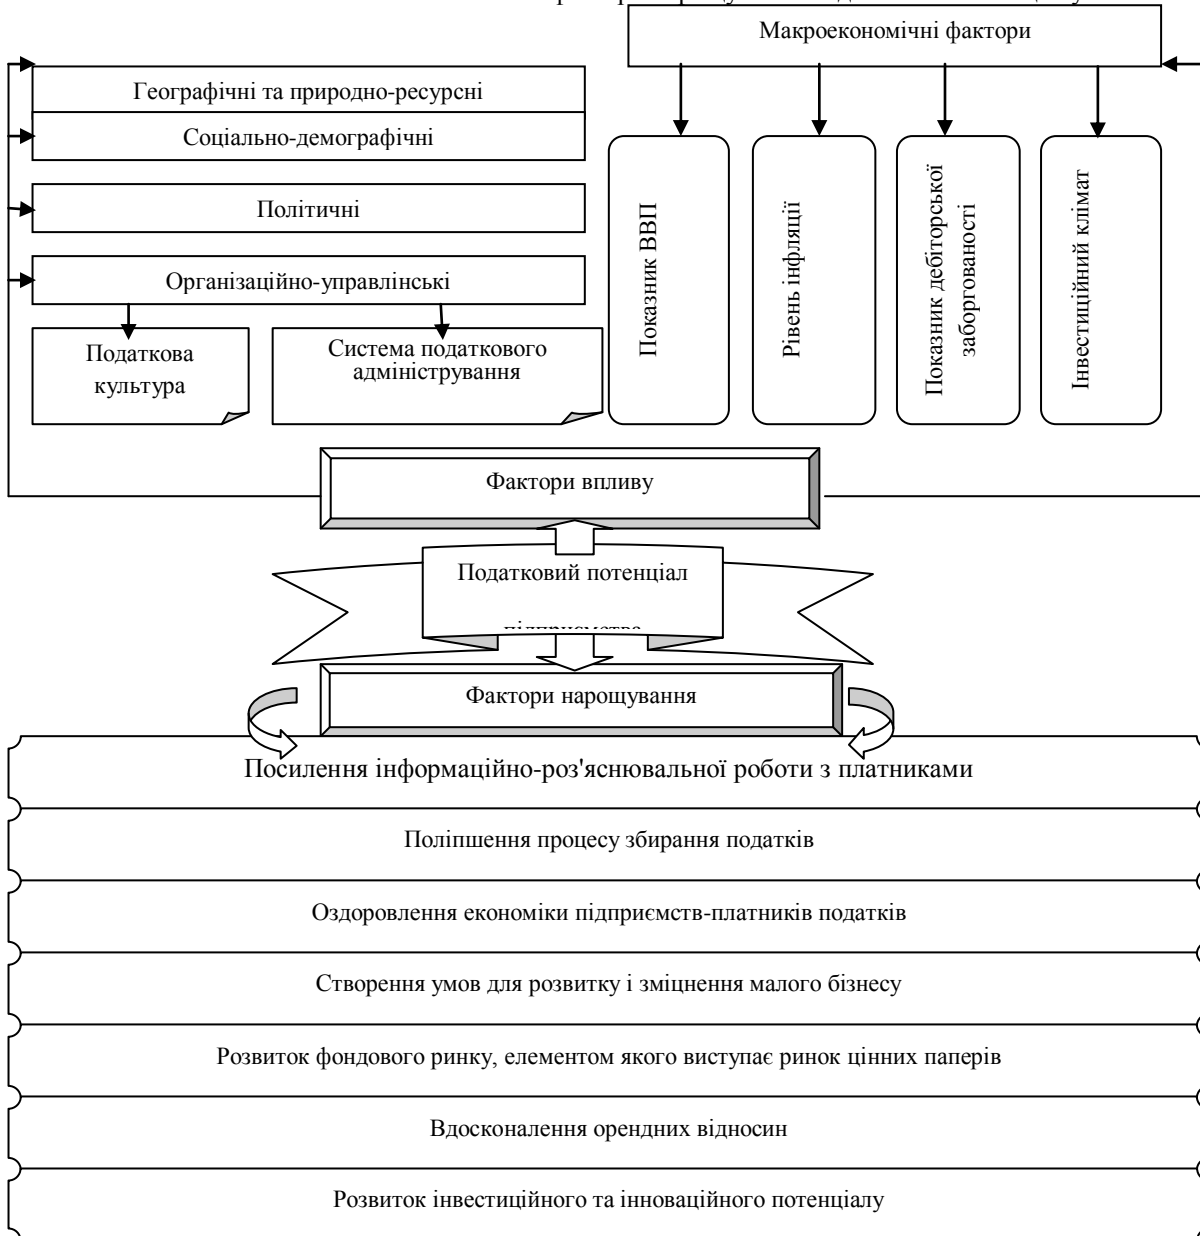 Макроекономічні фактори
Географічні та природно-ресурсні
Соціально-демографічні
Політичні
Організаційно-управлінські
Податкова
культура
Система податкового
адміністрування
Показник ВВП
Рівень інфляції
Показник дебіторської
заборгованості
Інвестиційний клімат
Фактори впливу
Податковий потенціал
Фактори нарощування
Посилення інформаційно-роз'яснювальної роботи з платниками
Поліпшення процесу збирання податків
Оздоровлення економіки підприємств-платників податків
Створення умов для розвитку і зміцнення малого бізнесу
Розвиток фондового ринку, елементом якого виступає ринок цінних паперів
Вдосконалення орендних відносин
Розвиток інвестиційного та інноваційного потенціалу